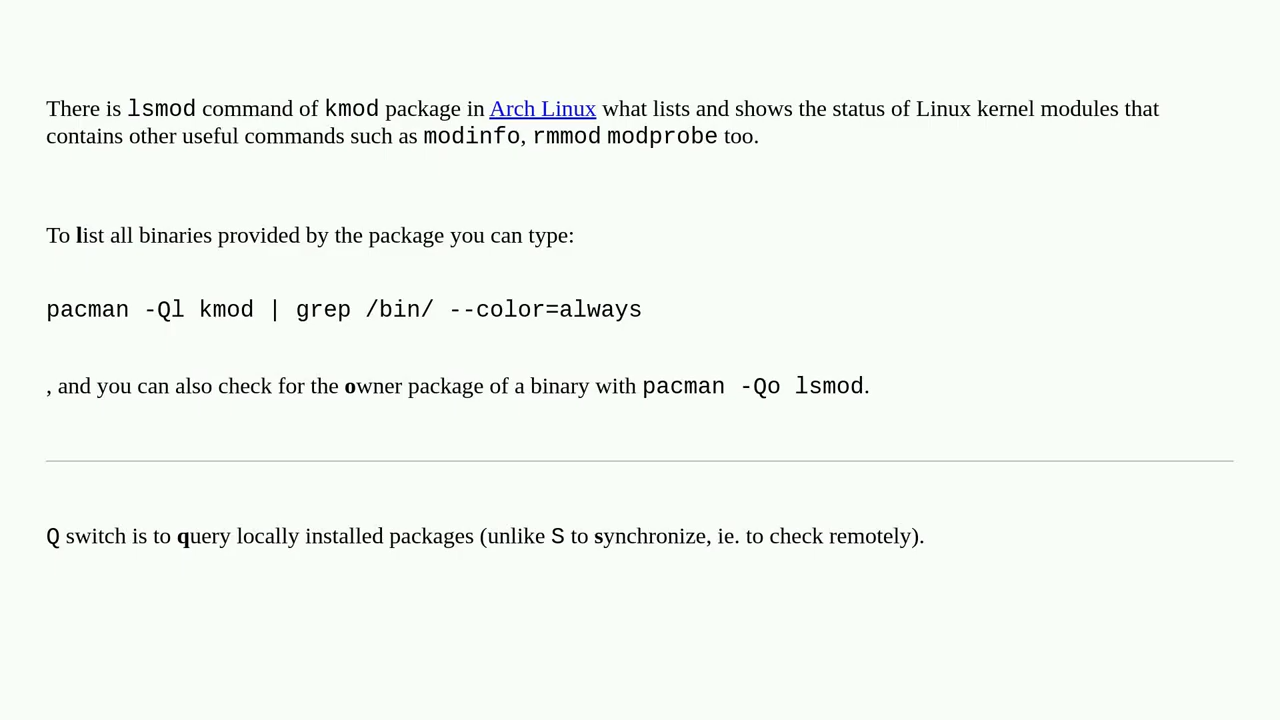 There is lsmod command of kmod package in Arch Linux what lists and shows the status of Linux kernel modules that
contains other useful commands such as modinfo, rmmod modprobe too.
To list all binaries provided by the package you can type:
pacman -Ql kmod | grep /bin/ --color=always
, and you can also check for the owner package of a binary with pacman -Qo lsmod.
Q switch is to query locally installed packages (unlike S to synchronize, ie. to check remotely).